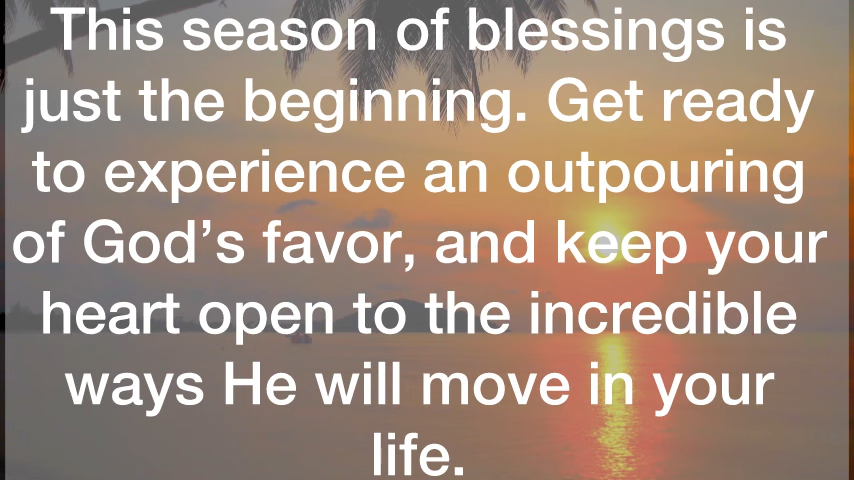 This season of blessings is
just the beginning. Get ready
to experience an outpouring
of God’s favor, and keep your
heart open to the incredible
ways He will move in your
life.